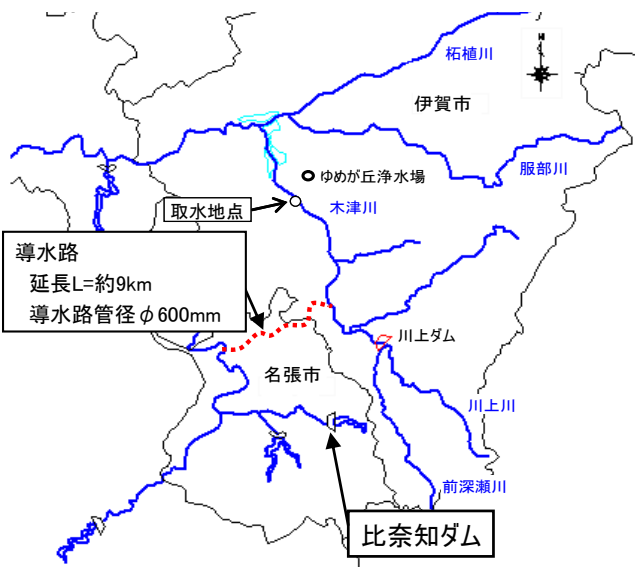 柘植川
N
伊賀市
服部川
ゆめが丘浄水場
取水地点
木津川
導水路
延長L=約9km
導水路管径φ600mm
川上ダム
名張市
川上川
前深瀬川
比奈知ダム